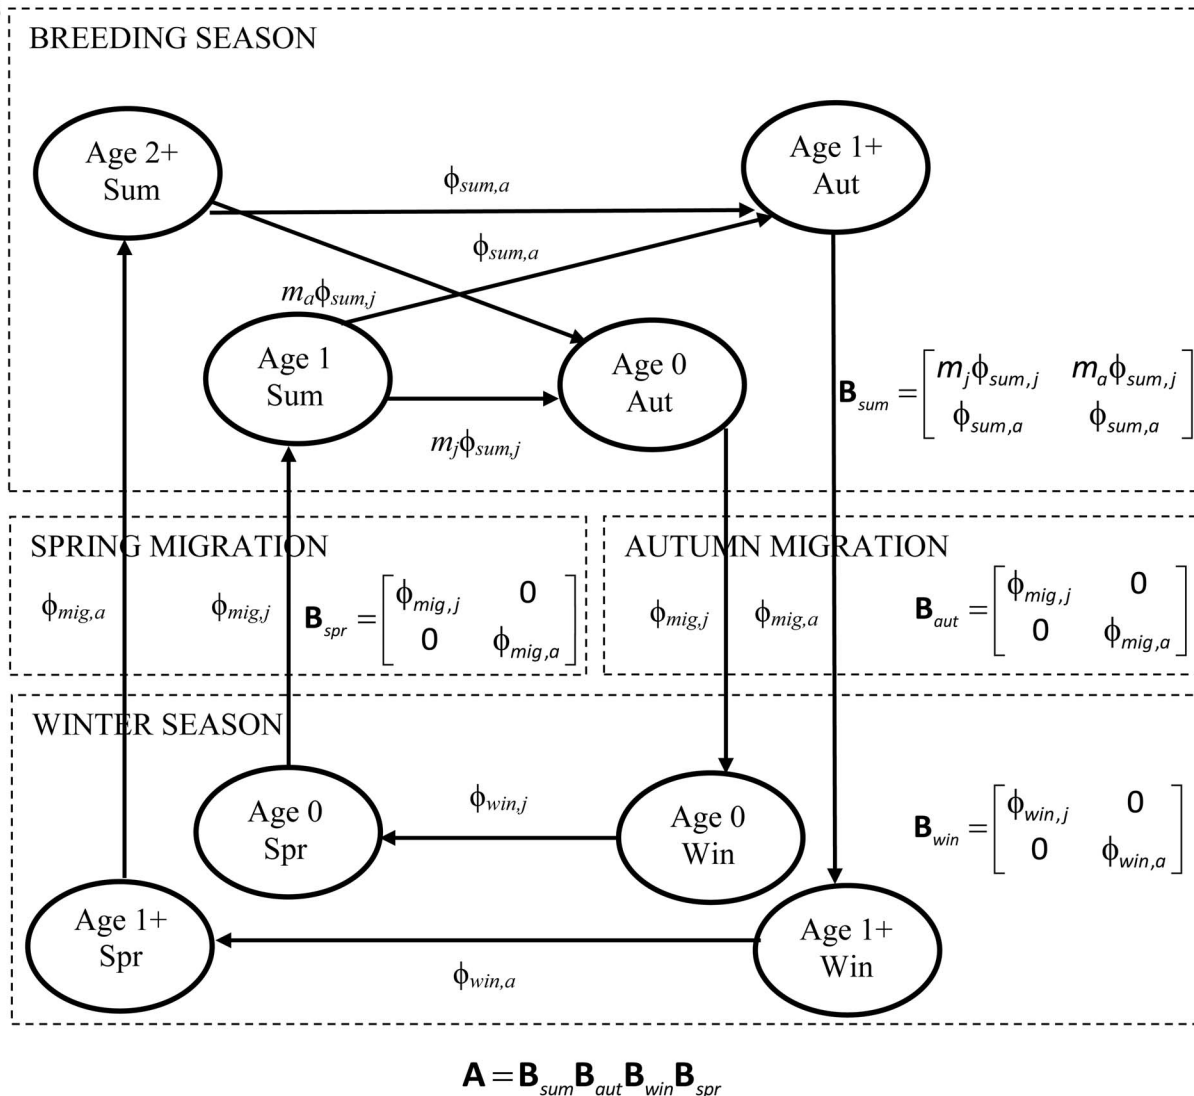 BREEDING SEASON
Age 2+
Sum
Age 1+
Aut
ϕsum,a
ϕsum,a
maϕsum,j
Age 1
Sum
Age 0
Aut
mjϕsum,j
Bsum = [mjϕsum,j maϕsum,j
ϕsum,a ϕsum,a]
SPRING MIGRATION
ϕmig,a
ϕmig,j
Bspr = [ϕmig,j 0
0 ϕmig,a]
AUTUMN MIGRATION
ϕmig,j
ϕmig,a
Baut = [ϕmig,j 0
0 ϕmig,a]
WINTER SEASON
Age 0
Spr
ϕwin,j
Age 0
Win
Bwin = [ϕwin,j 0
0 ϕwin,a]
Age 1+
Spr
ϕwin,a
Age 1+
Win
A = BsumBautBwinBspr